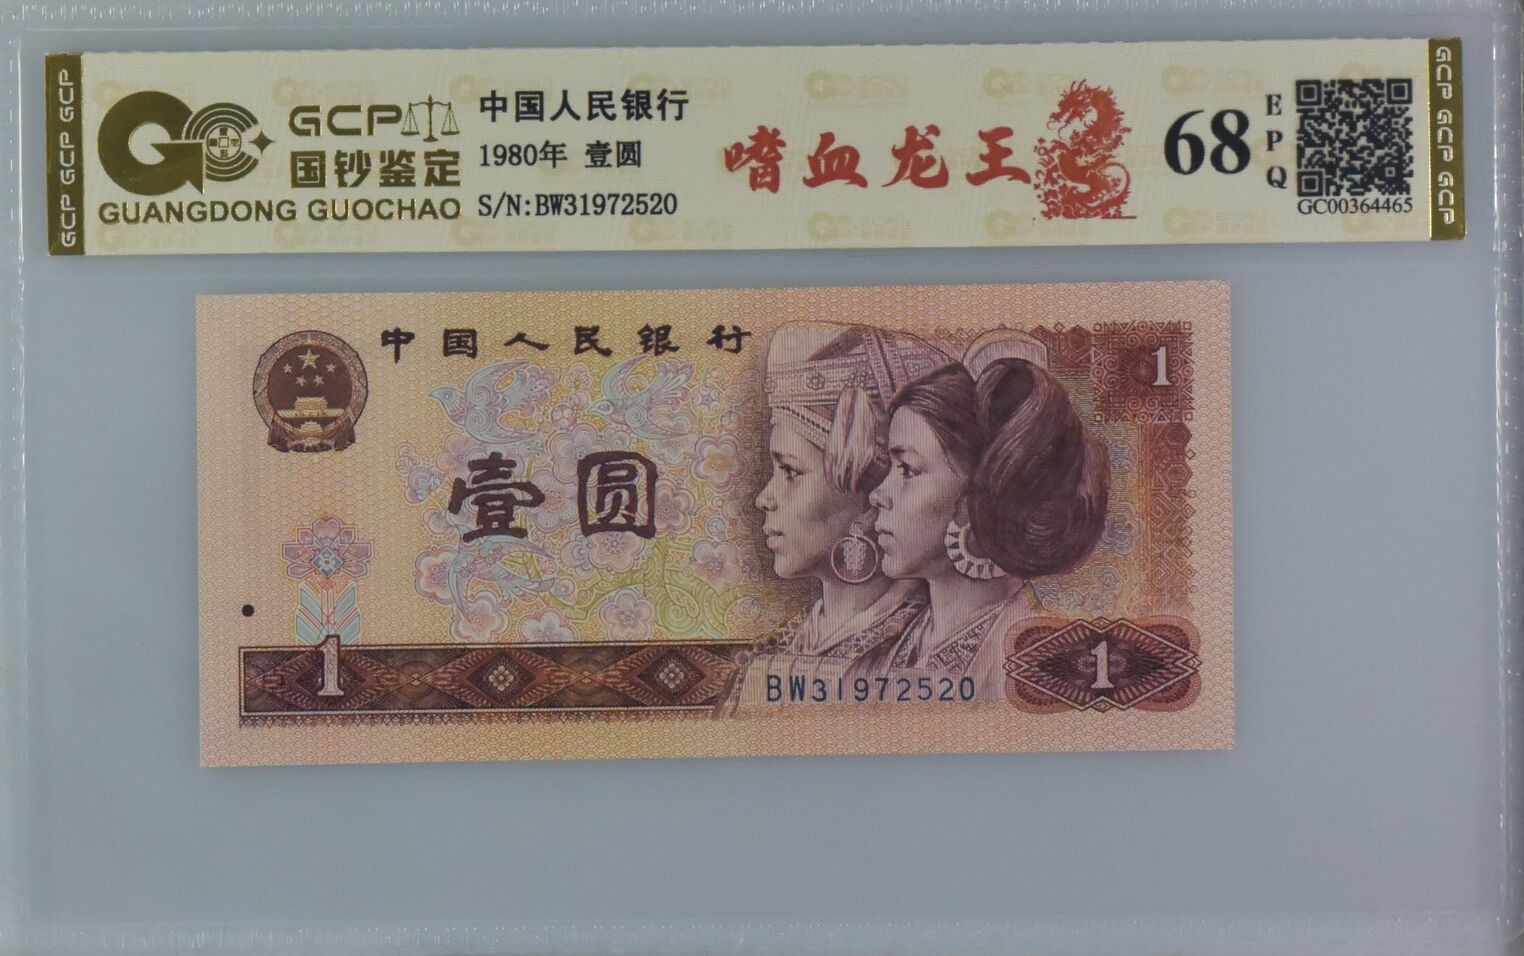 GCP GCP GCP
GCP
国钞鉴定
GUANGDONG GUOCHAO
中国人民银行
1980年 壹圆
S/N:BW31972520
嗜血龙王
68
EPQ
GC00364465
GCP GCP GCP
中国人民银行
1
壹圆
1
BW31972520
1